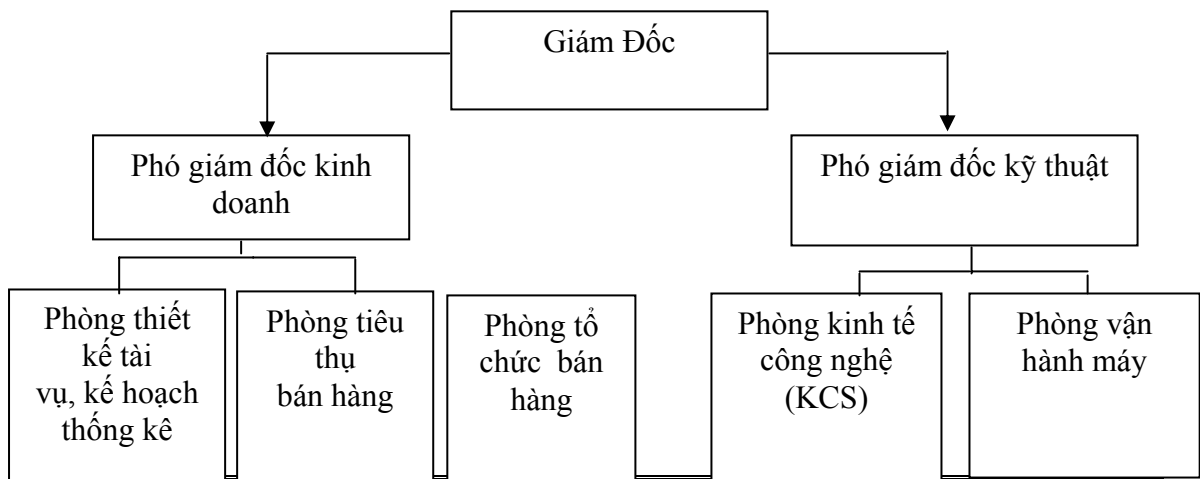 Giám Đốc
Phó giám đốc kinh
doanh
Phó giám đốc kỹ thuật
Phòng thiết
kế tài
vụ, kế hoạch
thống kê
Phòng tiêu
thụ
bán hàng
Phòng tổ
chức bán
hàng
Phòng kinh tế
công nghệ
(KCS)
Phòng vận
hành máy